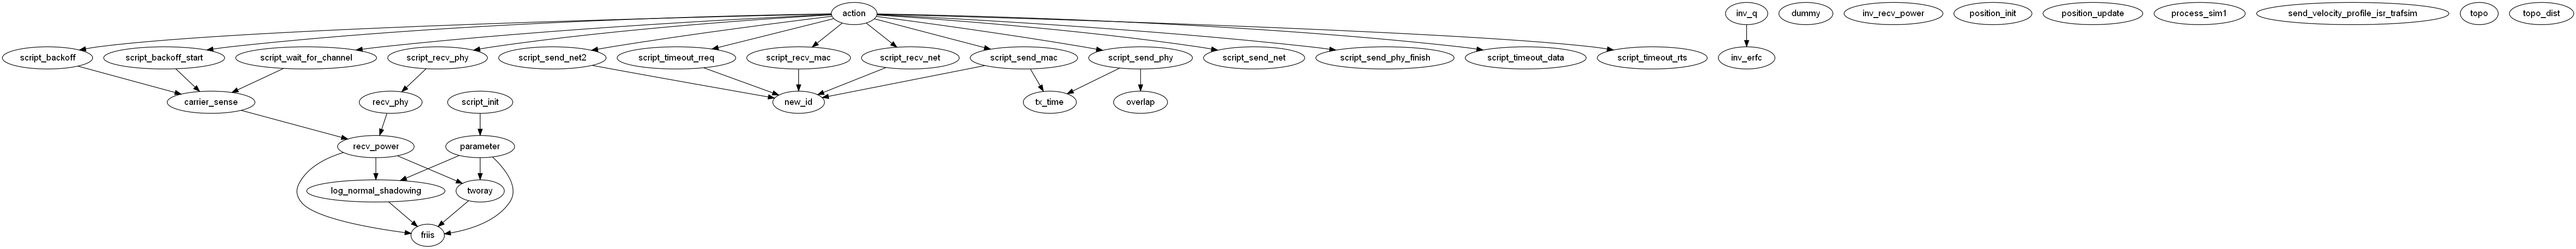 action
inv_q
dummy
inv_recv_power
position_init
position_update
process_sim1
send_velocity_profile_isr_trafsim
topo
topo_dist
script_backoff
script_backoff_start
script_wait_for_channel
script_recv_phy
script_send_net2
script_timeout_rreq
script_recv_mac
script_recv_net
script_send_mac
script_send_phy
script_send_net
script_send_phy_finish
script_timeout_data
script_timeout_rts
inv_erfc
carrier_sense
recv_phy
script_init
new_id
tx_time
overlap
recv_power
parameter
log_normal_shadowing
tworay
friis